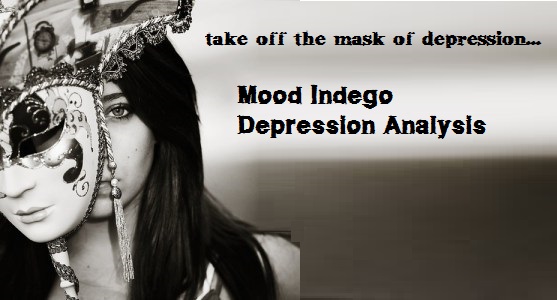 take off the mask of depression...
Mood Indego
Depression Analysis